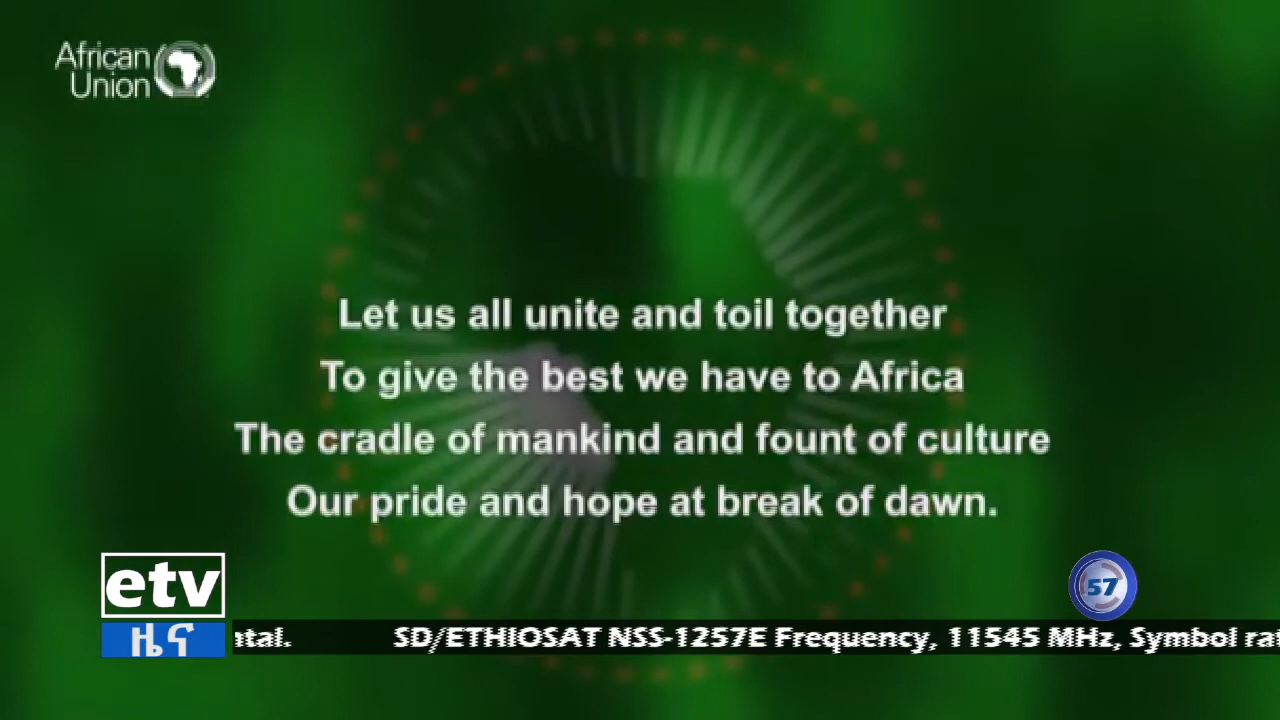 African
Union
Let us all unite and toil together
To give the best we have to Africa
The cradle of mankind and fount of culture
Our pride and hope at break of dawn.
etv
57
ዜና
ntal. SD/ETHIOSAT NSS-1257E Frequency, 11545 MHz, Symbol rat